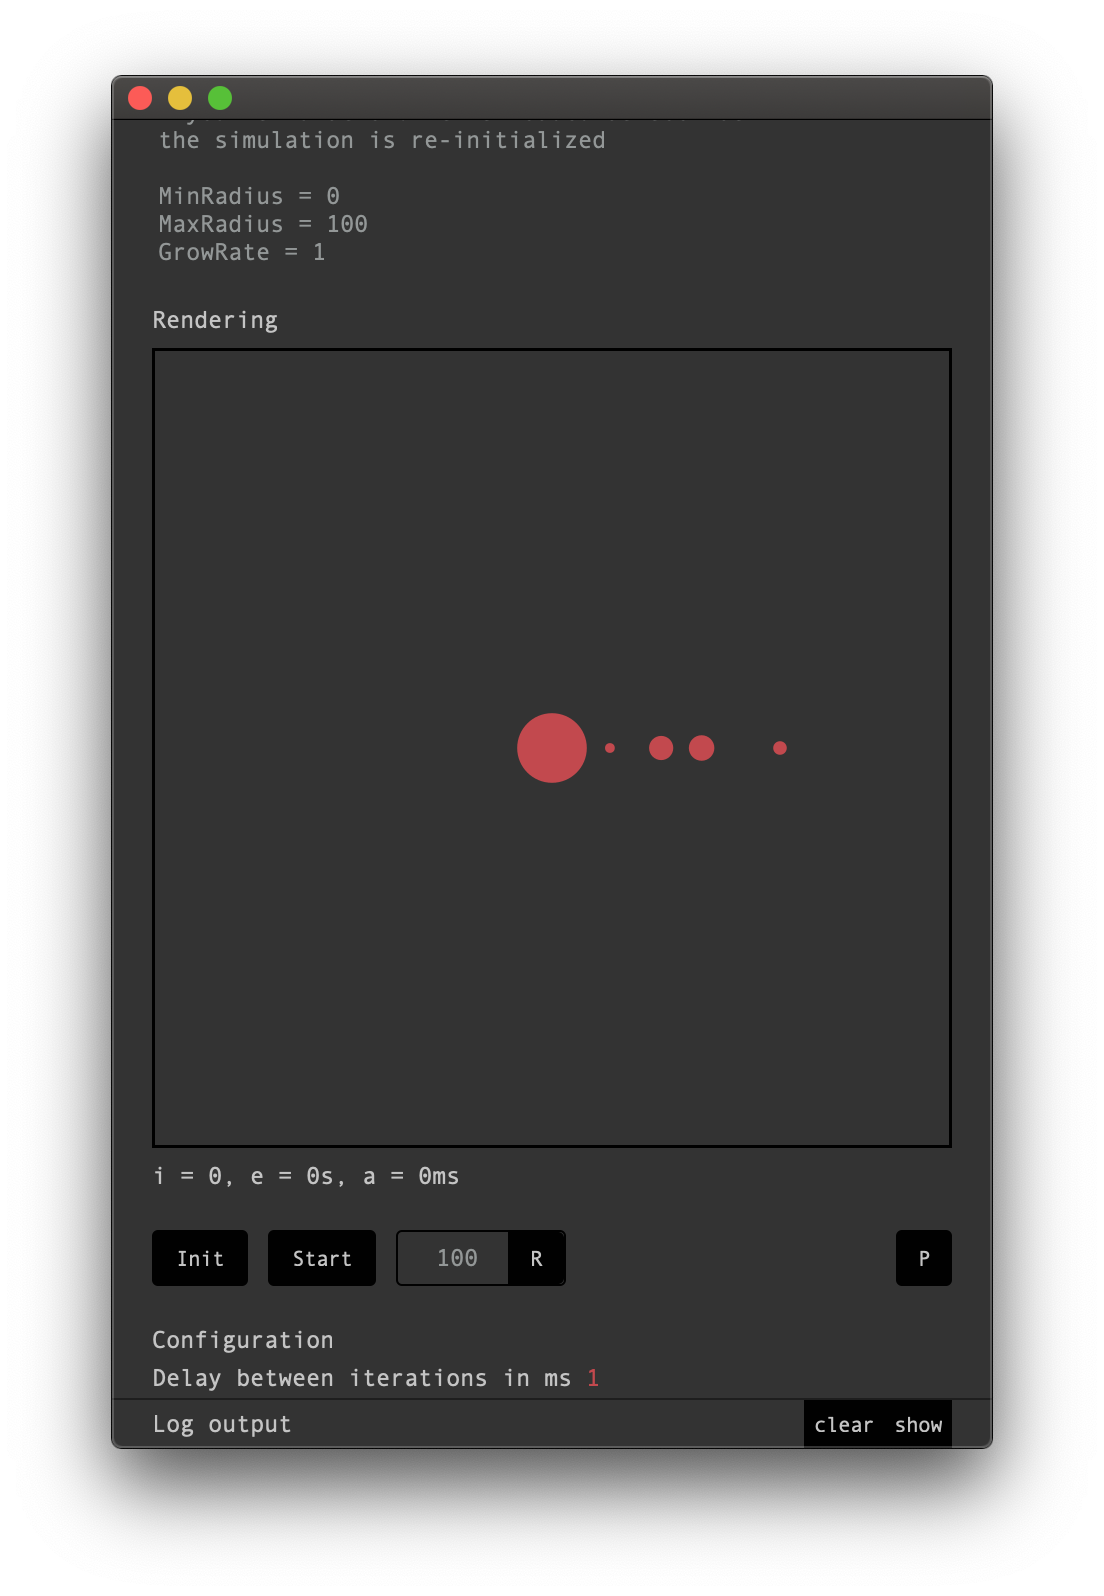 the simulation is re-initialized
MinRadius = 0
MaxRadius = 100
GrowRate = 1
Rendering
i = 0, e = 0s, a = 0ms
Init Start 100 R P
Configuration
Delay between iterations in ms 1
Log output clear show